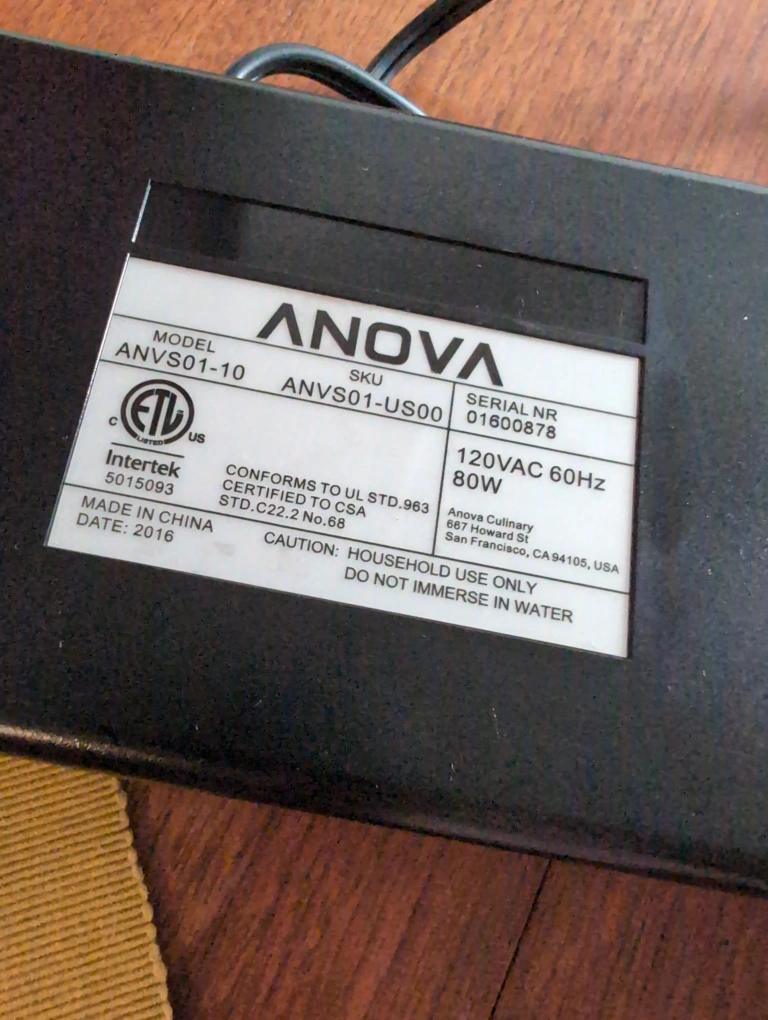 ANOVA
MODEL
ANVS01-10
SKU
ANVS01-US00
SERIAL NR
01600878
C ETL US
LISTED
Intertek
5015093
CONFORMS TO UL STD.963
CERTIFIED TO CSA
STD.C22.2 No.68
120VAC 60Hz
80W
Anova Culinary
667 Howard St
San Francisco, CA 94105, USA
MADE IN CHINA
DATE: 2016
CAUTION: HOUSEHOLD USE ONLY
DO NOT IMMERSE IN WATER